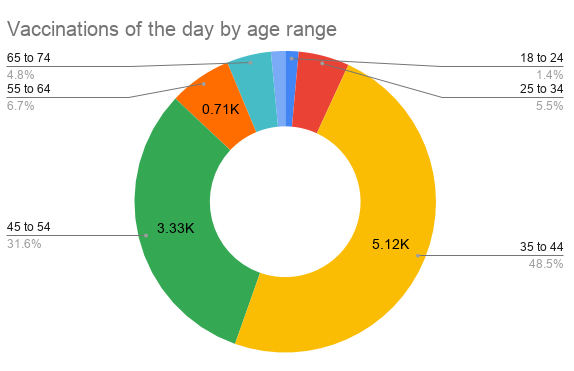 Vaccinations of the day by age range
65 to 74
4.8%
55 to 64
6.7%
45 to 54
31.6%
18 to 24
1.4%
25 to 34
5.5%
35 to 44
48.5%
0.71K
3.33K
5.12K